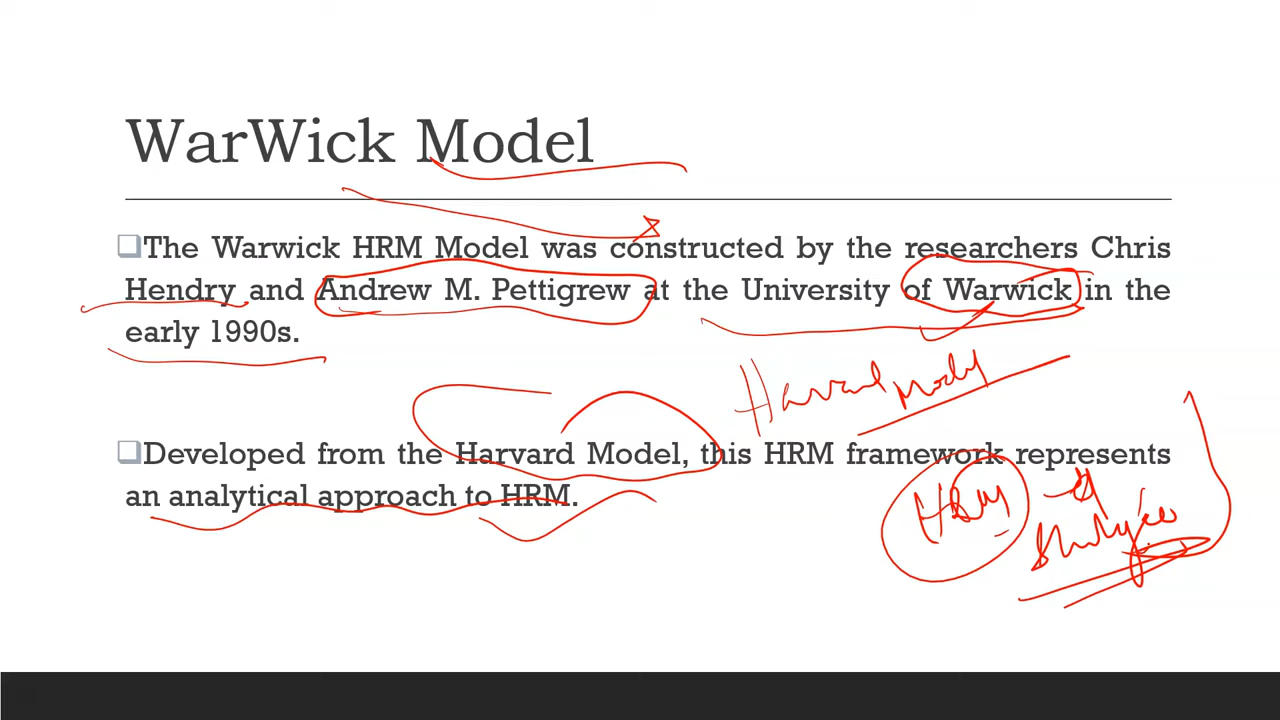 WarWick Model
The Warwick HRM Model was constructed by the researchers Chris
Hendry and Andrew M. Pettigrew at the University of Warwick in the
early 1990s.
Harvard Model
Developed from the Harvard Model, this HRM framework represents
an analytical approach to HRM.
HRM